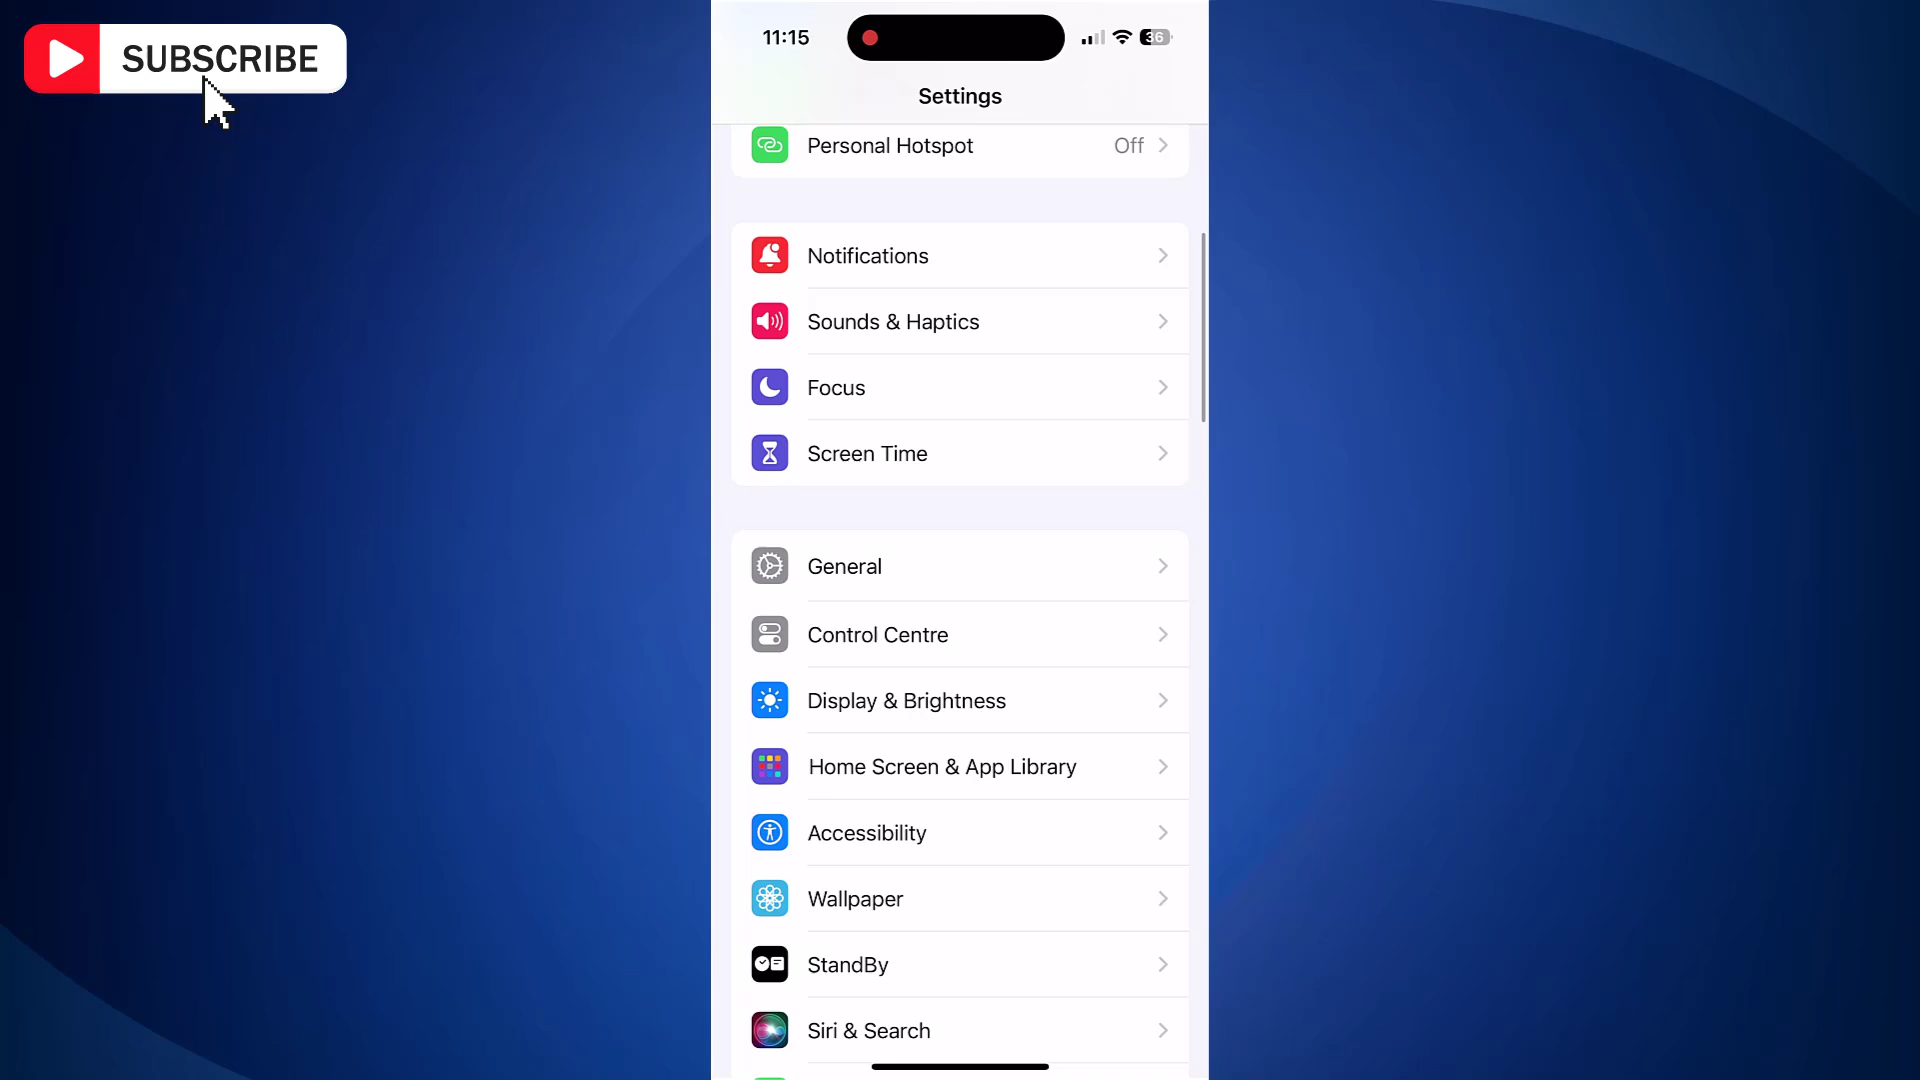 SUBSCRIBE
11:15
36
Settings
Personal Hotspot Off
Notifications
Sounds & Haptics
Focus
Screen Time
General
Control Centre
Display & Brightness
Home Screen & App Library
Accessibility
Wallpaper
StandBy
Siri & Search